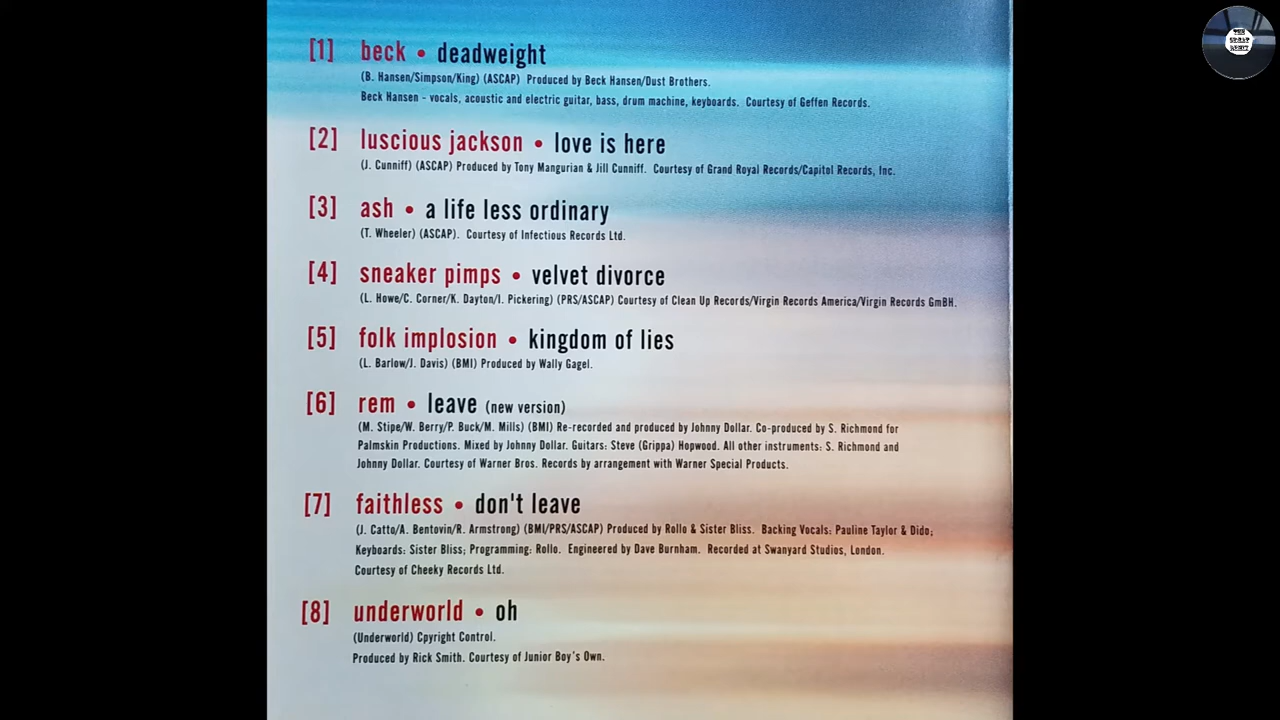 [1] beck • deadweight
(B. Hansen/Simpson/King) (ASCAP) Produced by Beck Hansen/Dust Brothers.
Beck Hansen - vocals, acoustic and electric guitar, bass, drum machine, keyboards. Courtesy of Geffen Records.
[2] luscious jackson • love is here
(J. Cunniff) (ASCAP) Produced by Tony Mangurian & Jill Cunniff. Courtesy of Grand Royal Records/Capitol Records, Inc.
[3] ash • a life less ordinary
(T. Wheeler) (ASCAP). Courtesy of Infectious Records Ltd.
[4] sneaker pimps • velvet divorce
(L. Howe/C. Corner/K. Dayton/I. Pickering) (PRS/ASCAP) Courtesy of Clean Up Records/Virgin Records America/Virgin Records GmBH.
[5] folk implosion • kingdom of lies
(L. Barlow/J. Davis) (BMI) Produced by Wally Gagel.
[6] rem • leave (new version)
(M. Stipe/W. Berry/P. Buck/M. Mills) (BMI) Re-recorded and produced by Johnny Dollar. Co-produced by S. Richmond for
Palmskin Productions. Mixed by Johnny Dollar. Guitars: Steve (Grippa) Hopwood. All other instruments: S. Richmond and
Johnny Dollar. Courtesy of Warner Bros. Records by arrangement with Warner Special Products.
[7] faithless • don't leave
(J. Catto/A. Bentovin/R. Armstrong) (BMI/PRS/ASCAP) Produced by Rollo & Sister Bliss. Backing Vocals: Pauline Taylor & Dido;
Keyboards: Sister Bliss; Programming: Rollo. Engineered by Dave Burnham. Recorded at Swanyard Studios, London.
Courtesy of Cheeky Records Ltd.
[8] underworld • oh
(Underworld) Cpyright Control.
Produced by Rick Smith. Courtesy of Junior Boy's Own.